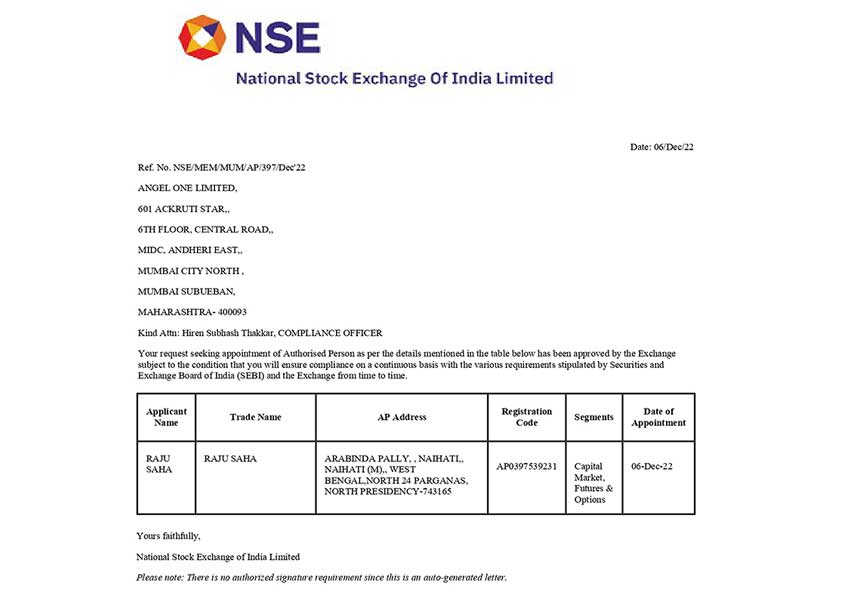 NSE
National Stock Exchange Of India Limited
Date: 06/Dec/22
Ref. No. NSE/MEM/MUM/AP/397/Dec'22
ANGEL ONE LIMITED,
601 ACKRUTI STAR,,
6TH FLOOR, CENTRAL ROAD,,
MIDC, ANDHERI EAST,,
MUMBAI CITY NORTH ,
MUMBAI SUBUEBAN,
MAHARASHTRA- 400093
Kind Attn: Hiren Subhash Thakkar, COMPLIANCE OFFICER
Your request seeking appointment of Authorised Person as per the details mentioned in the table below has been approved by the Exchange
subject to the condition that you will ensure compliance on a continuous basis with the various requirements stipulated by Securities and
Exchange Board of India (SEBI) and the Exchange from time to time.
Applicant
Name
Trade Name
AP Address
Registration
Code
Segments
Date of
Appointment
RAJU
SAHA
RAJU SAHA
ARABINDA PALLY, , NAIHATI,,
NAIHATI (M),, WEST
BENGAL,NORTH 24 PARGANAS,
NORTH PRESIDENCY-743165
AP0397539231
Capital
Market,
Futures &
Options
06-Dec-22
Yours faithfully,
National Stock Exchange of India Limited
Please note: There is no authorized signature requirement since this is an auto-generated letter.